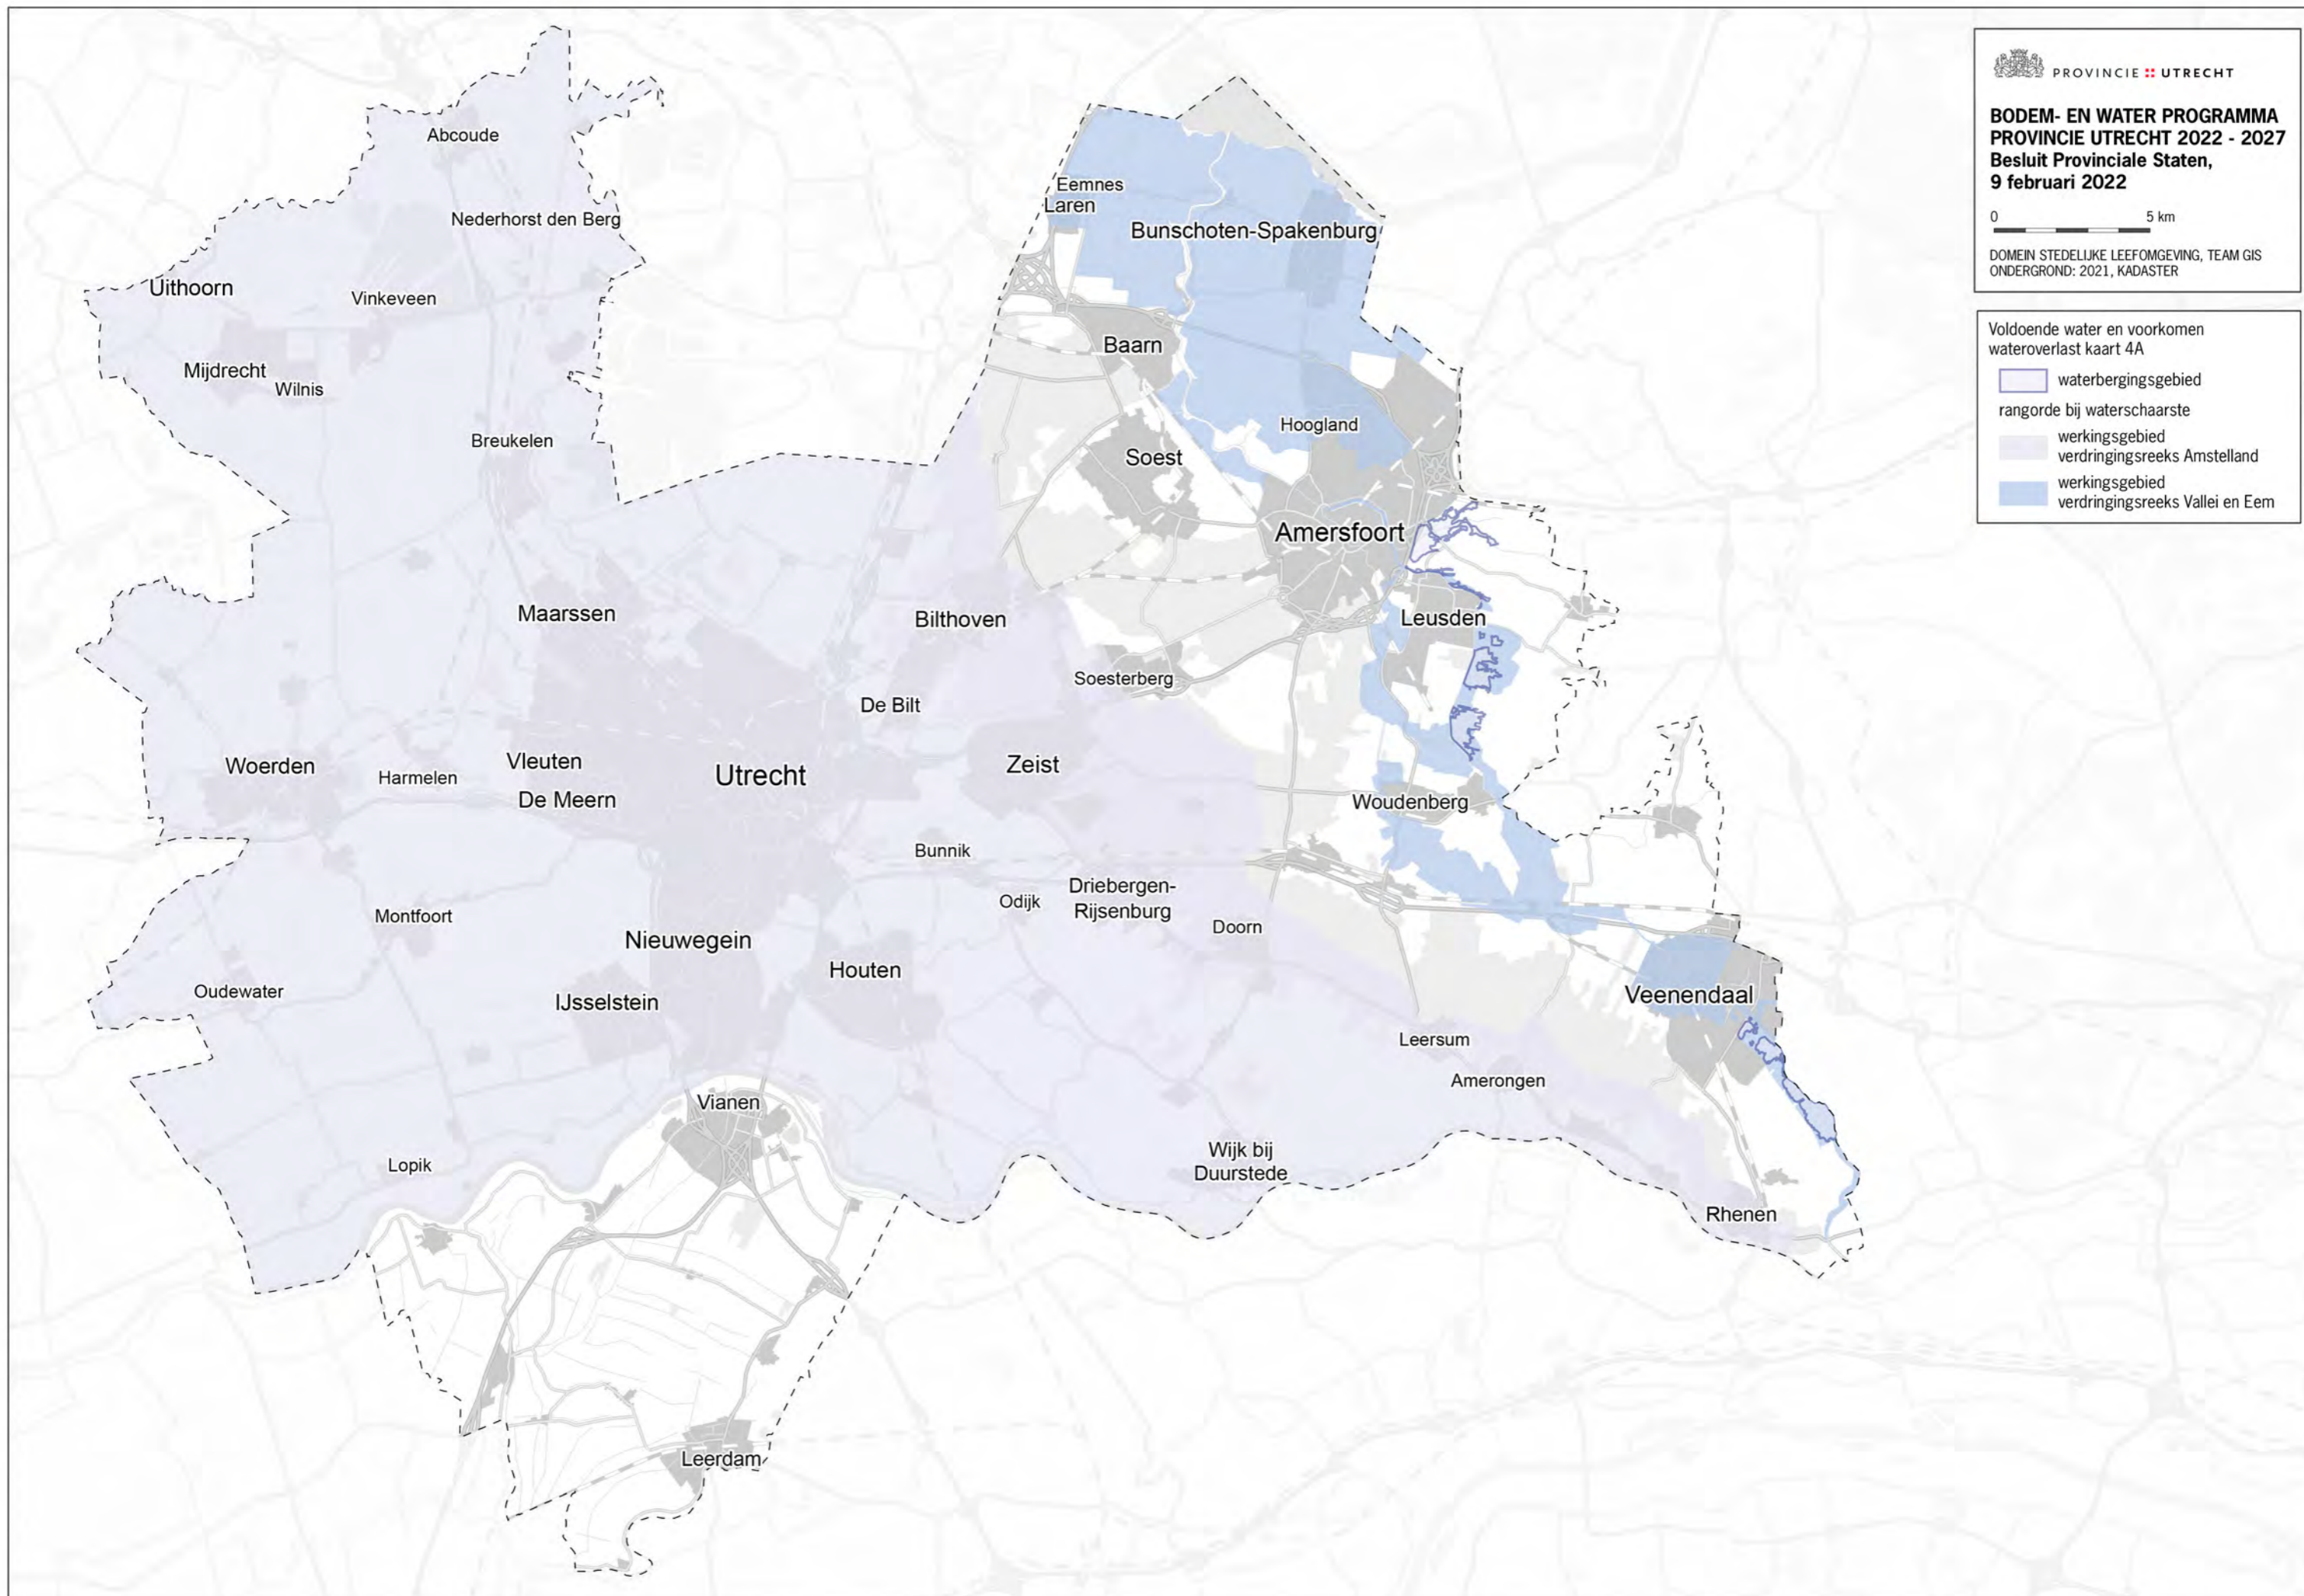 PROVINCIE UTRECHT
BODEM- EN WATER PROGRAMMA
PROVINCIE UTRECHT 2022 - 2027
Besluit Provinciale Staten,
9 februari 2022
0 5 km
DOMEIN STEDELIJKE LEEFOMGEVING, TEAM GIS
ONDERGROND: 2021, KADASTER
Voldoende water en voorkomen
wateroverlast kaart 4A
waterbergingsgebied
rangorde bij waterschaarste
werkingsgebied
verdringingsreeks Amstelland
werkingsgebied
verdringingsreeks Vallei en Eem
Abcoude
Eemnes
Laren
Nederhorst den Berg
Bunschoten-Spakenburg
Uithoorn
Vinkeveen
Baarn
Mijdrecht
Wilnis
Hoogland
Breukelen
Soest
Amersfoort
Maarssen
Bilthoven
Leusden
Soesterberg
De Bilt
Vleuten
Woerden
Harmelen
Utrecht
Zeist
De Meern
Woudenberg
Bunnik
Driebergen-
Rijsenburg
Odijk
Montfoort
Doorn
Nieuwegein
Houten
Oudewater
IJsselstein
Veenendaal
Leersum
Amerongen
Vianen
Lopik
Wijk bij
Duurstede
Rhenen
Leerdam